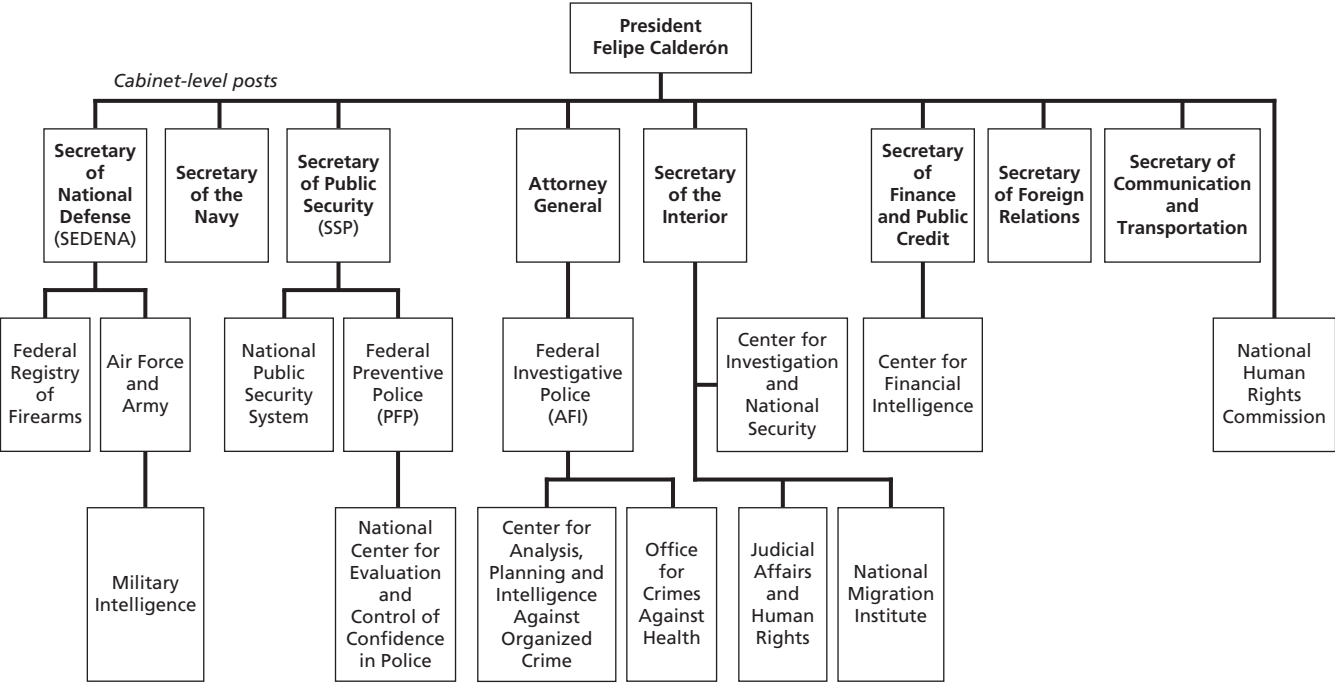 President
Felipe Calderón
Cabinet-level posts
Secretary
of
National
Defense
(SEDENA)
Secretary
of the
Navy
Secretary
of Public
Security
(SSP)
Attorney
General
Secretary
of the
Interior
Secretary
of
Finance
and Public
Credit
Secretary
of Foreign
Relations
Secretary of
Communication
and
Transportation
Federal
Registry
of
Firearms
Air Force
and
Army
National
Public
Security
System
Federal
Preventive
Police
(PFP)
Federal
Investigative
Police
(AFI)
Center for
Investigation
and
National
Security
Center for
Financial
Intelligence
National
Human
Rights
Commission
Military
Intelligence
National
Center for
Evaluation
and
Control of
Confidence
in Police
Center for
Analysis,
Planning and
Intelligence
Against
Organized
Crime
Office
for
Crimes
Against
Health
Judicial
Affairs
and
Human
Rights
National
Migration
Institute